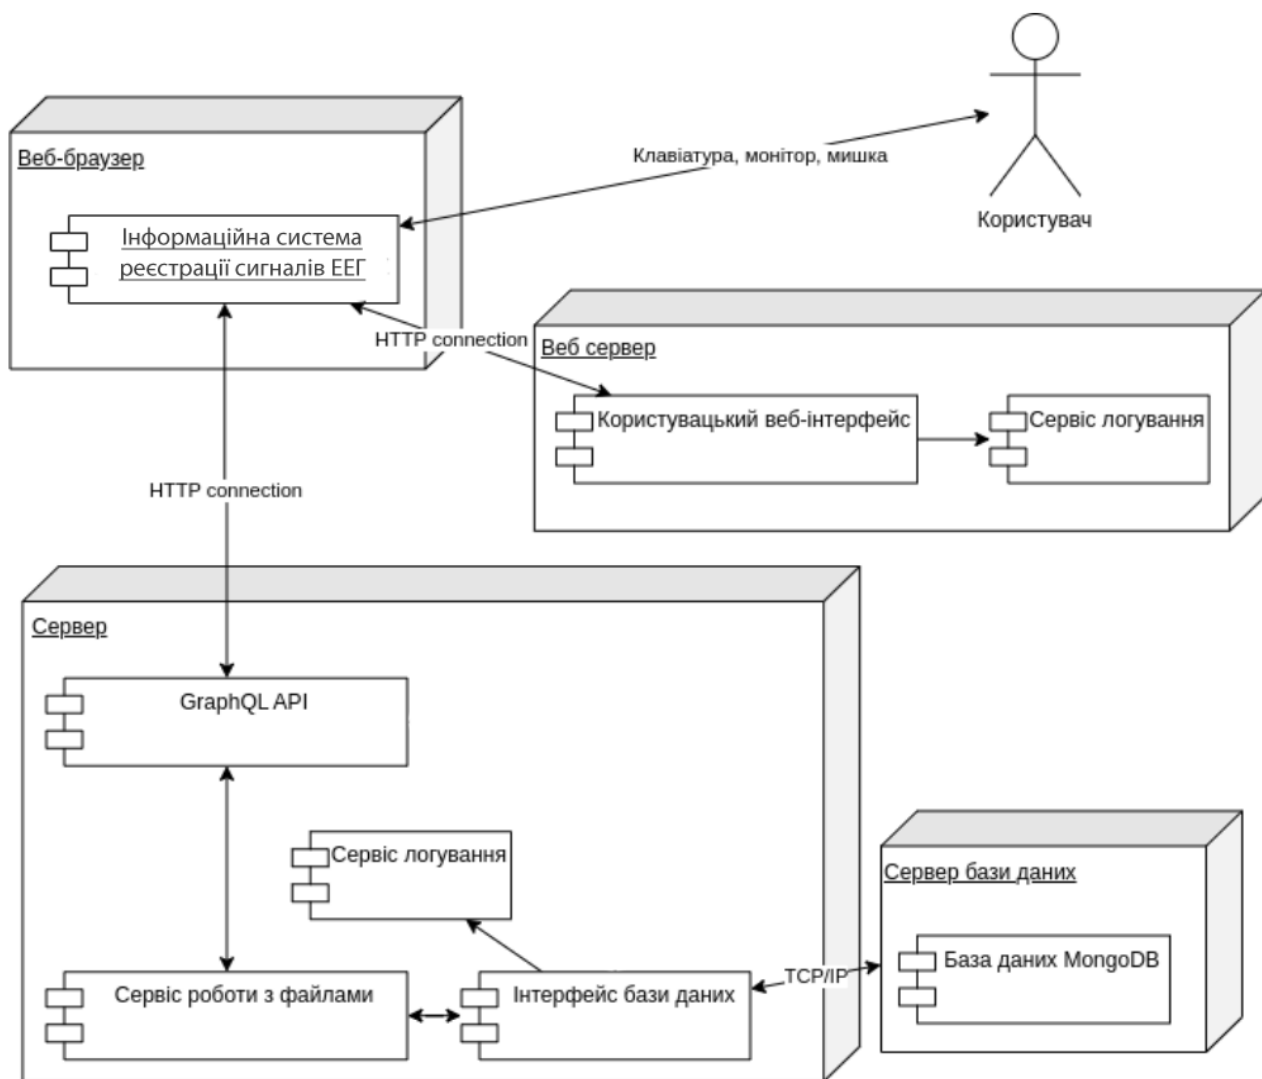 Веб-браузер
Клавіатура, монітор, мишка
Користувач
Інформаційна система
реєстрації сигналів ЕЕГ
HTTP connection
Веб сервер
Користувацький веб-інтерфейс
Сервіс логування
HTTP connection
Сервер
GraphQL API
Сервіс логування
Сервер бази даних
База даних MongoDB
TCP/IP
Сервіс роботи з файлами
Інтерфейс бази даних